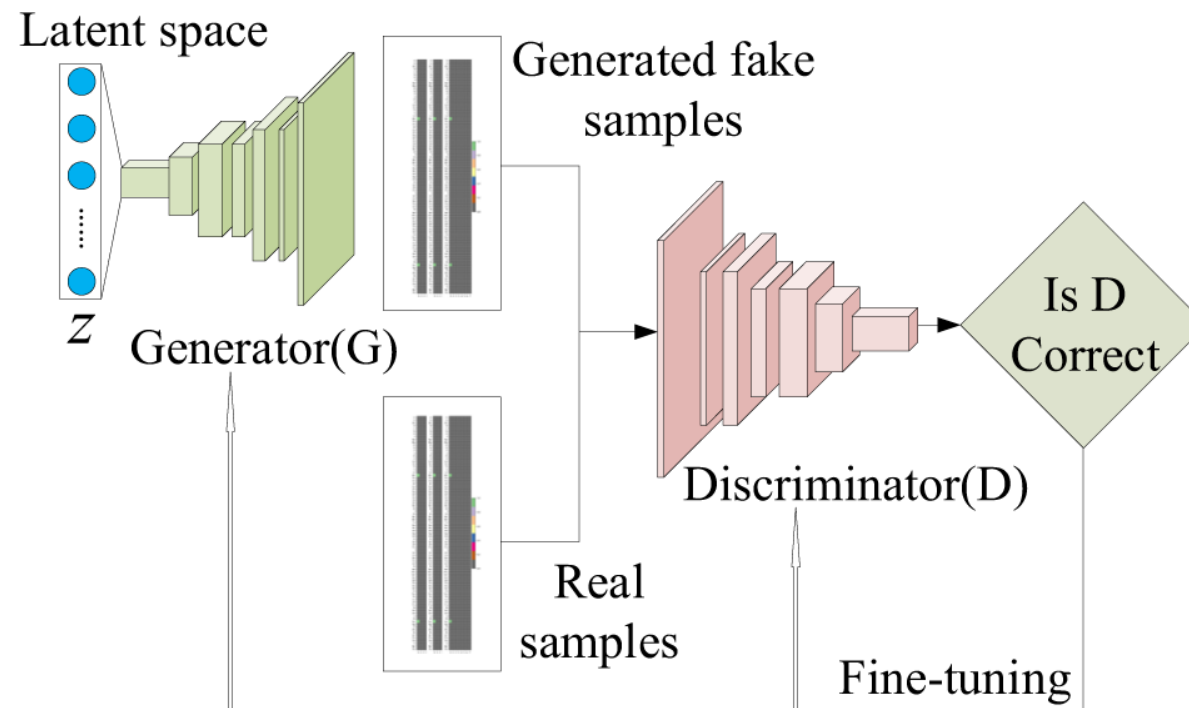 Latent space
z
Generator(G)
Generated fake
samples
Real
samples
Discriminator(D)
Is D
Correct
Fine-tuning